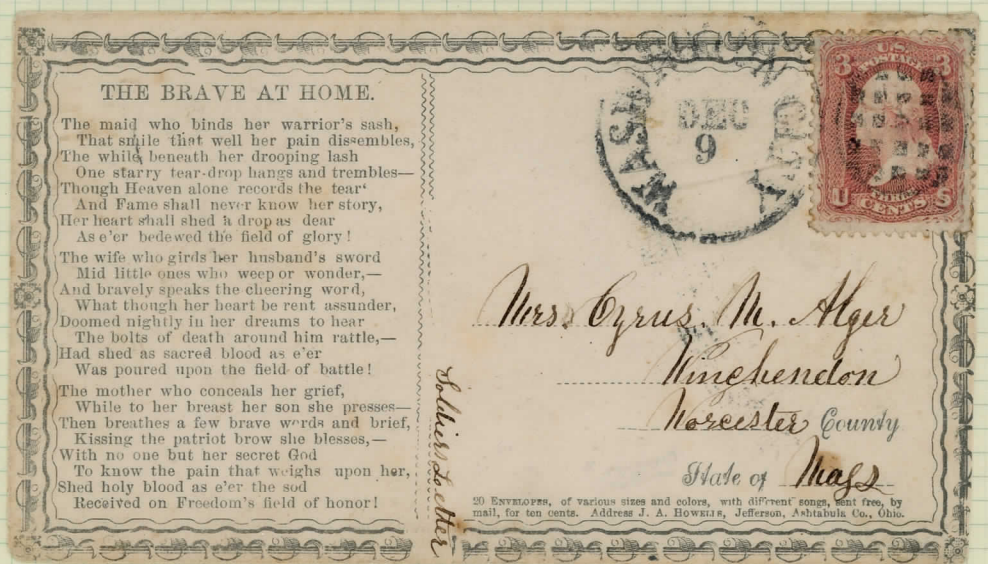 THE BRAVE AT HOME.
The maid who binds her warrior's sash,
That smile that well her pain dissembles,
The while beneath her drooping lash
One starry tear-drop hangs and trembles—
Though Heaven alone records the tear'
And Fame shall never know her story,
Her heart shall shed a drop as dear
As e'er bedewed the field of glory!
The wife who girds her husband's sword
Mid little ones who weep or wonder,—
And bravely speaks the cheering word,
What though her heart be rent assunder,
Doomed nightly in her dreams to hear
The bolts of death around him rattle,—
Had shed as sacred blood as e'er
Was poured upon the field of battle!
The mother who conceals her grief,
While to her breast her son she presses—
Then breathes a few brave words and brief,
Kissing the patriot brow she blesses,—
With no one but her secret God
To know the pain that weighs upon her,
Shed holy blood as e'er the sod
Received on Freedom's field of honor!
Soldiers Letter
WASHINGTON CITY
DEC
9
U.S.
POSTAGE
3 3
THREE
U CENTS S
Mrs. Cyrus M. Alger
Winchendon
Worcester County
State of Mass
20 ENVELOPES, of various sizes and colors, with different songs, sent free, by
mail, for ten cents. Address J. A. HOWELLS, Jefferson, Ashtabula Co., Ohio.